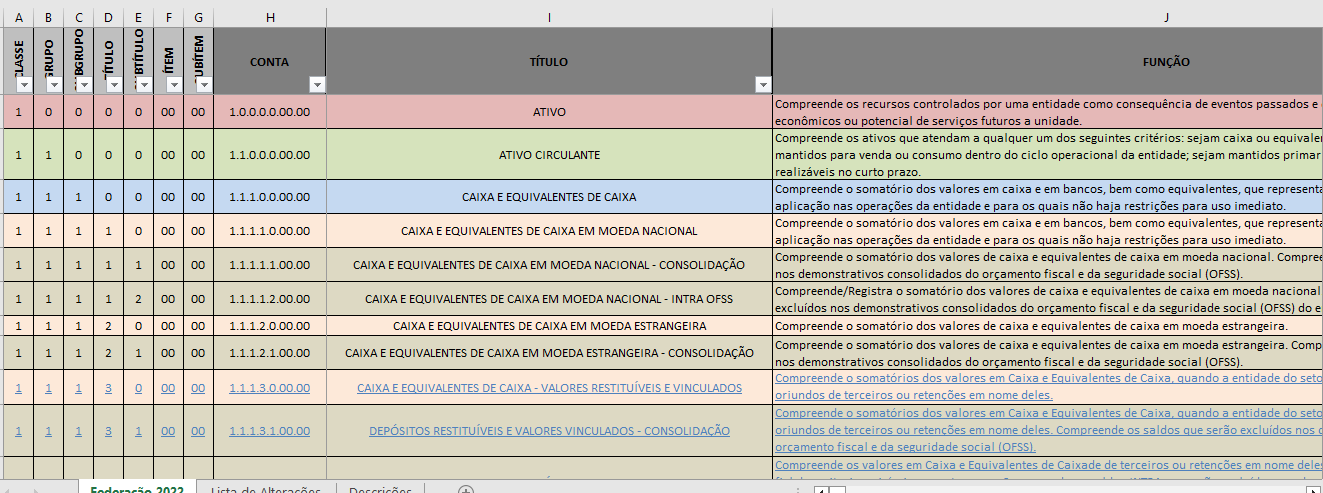 A B C D E F G H I J
CLASSE GRUPO TÍTULO ÍTEM CONTA TÍTULO FUNÇÃO
1 0 0 0 0 00 00 1.0.0.0.0.00.00 ATIVO Compreende os recursos controlados por uma entidade como consequência de eventos passados e
econômicos ou potencial de serviços futuros a unidade.
1 1 0 0 0 00 00 1.1.0.0.0.00.00 ATIVO CIRCULANTE Compreende os ativos que atendam a qualquer um dos seguintes critérios: sejam caixa ou
mantidos para venda ou consumo dentro do ciclo operacional da entidade; sejam mantidos
realizáveis no curto prazo.
1 1 1 0 0 00 00 1.1.1.0.0.00.00 CAIXA E EQUIVALENTES DE CAIXA Compreende o somatório dos valores em caixa e em bancos, bem como equivalentes, que
aplicação nas operações da entidade e para os quais não haja restrições para uso imediato.
1 1 1 1 0 00 00 1.1.1.1.0.00.00 CAIXA E EQUIVALENTES DE CAIXA EM MOEDA NACIONAL Compreende o somatório dos valores em caixa e em bancos, bem como equivalentes, que
aplicação nas operações da entidade e para os quais não haja restrições para uso imediato.
1 1 1 1 1 00 00 1.1.1.1.1.00.00 CAIXA E EQUIVALENTES DE CAIXA EM MOEDA NACIONAL - CONSOLIDAÇÃO Compreende o somatório dos valores de caixa e equivalentes de caixa em moeda nacional.
nos demonstrativos consolidados do orçamento fiscal e da seguridade social (OFSS).
1 1 1 1 2 00 00 1.1.1.1.2.00.00 CAIXA E EQUIVALENTES DE CAIXA EM MOEDA NACIONAL - INTRA OFSS Compreende/Registra o somatório dos valores de caixa e equivalentes de caixa em moeda nacional
excluídos nos demonstrativos consolidados do orçamento fiscal e da seguridade social (OFSS) do
1 1 1 2 0 00 00 1.1.1.2.0.00.00 CAIXA E EQUIVALENTES DE CAIXA EM MOEDA ESTRANGEIRA Compreende o somatório dos valores de caixa e equivalentes de caixa em moeda estrangeira.
1 1 1 2 1 00 00 1.1.1.2.1.00.00 CAIXA E EQUIVALENTES DE CAIXA EM MOEDA ESTRANGEIRA - CONSOLIDAÇÃO Compreende o somatório dos valores de caixa e equivalentes de caixa em moeda estrangeira.
nos demonstrativos consolidados do orçamento fiscal e da seguridade social (OFSS).
1 1 1 3 0 00 00 1.1.1.3.0.00.00 CAIXA E EQUIVALENTES DE CAIXA - VALORES RESTITUÍVEIS E VINCULADOS Compreende o somatórios dos valores em Caixa e Equivalentes de Caixa, quando a entidade do
oriundos de terceiros ou retenções em nome deles.
1 1 1 3 1 00 00 1.1.1.3.1.00.00 DEPÓSITOS RESTITUÍVEIS E VALORES VINCULADOS - CONSOLIDAÇÃO Compreende o somatórios dos valores em Caixa e Equivalentes de Caixa, quando a entidade do
oriundos de terceiros ou retenções em nome deles. Compreende os saldos que serão excluídos nos
orçamento fiscal e da seguridade social (OFSS).
Compreende os valores em Caixa e Equivalentes de Caixade de terceiros ou retenções em nome
Federação 2022 Lista de Alterações Descrições